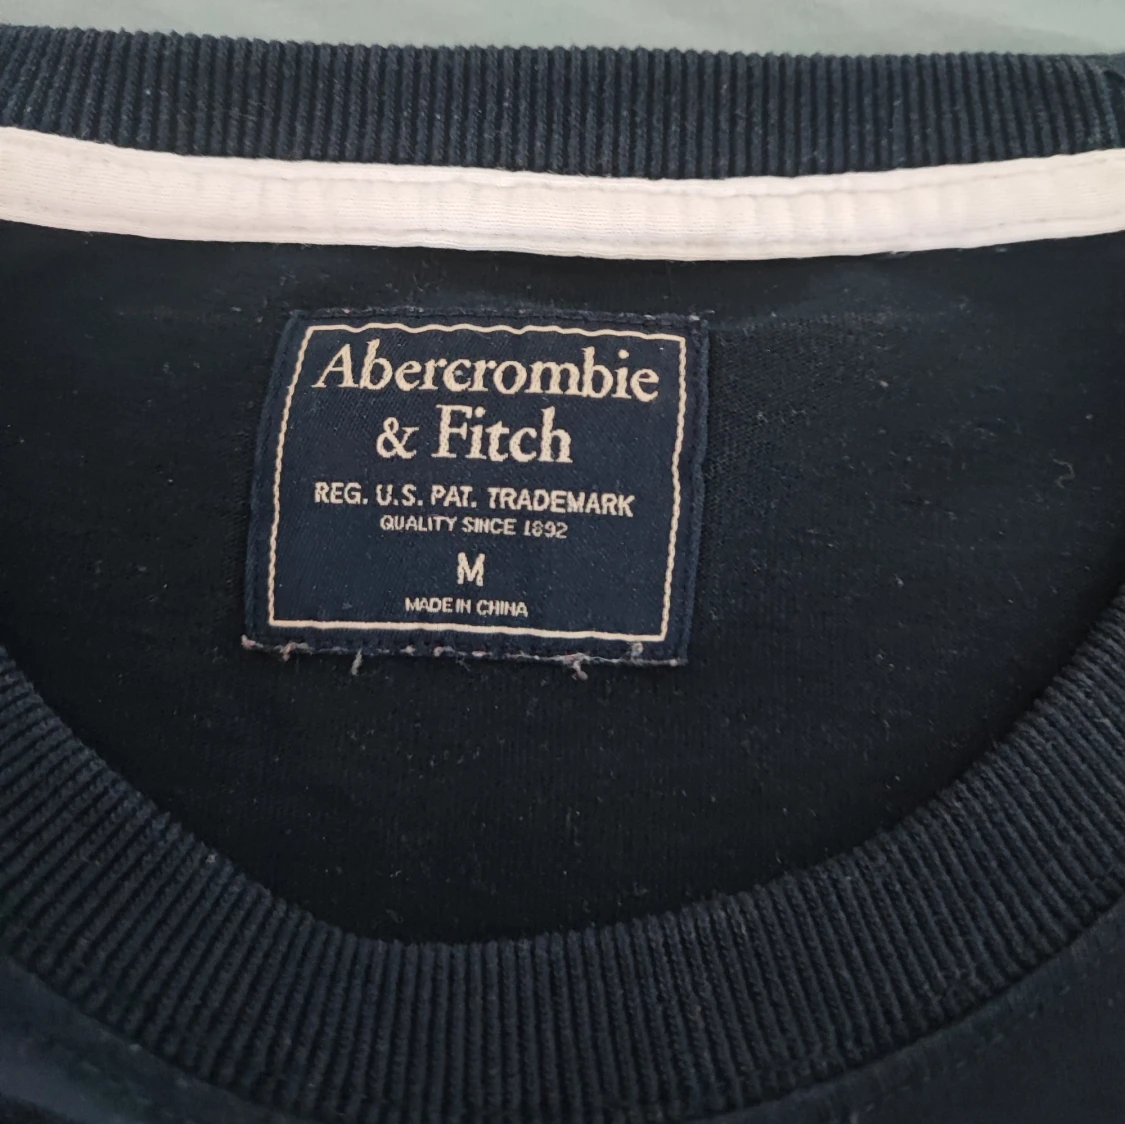 Abercrombie
& Fitch
REG. U.S. PAT. TRADEMARK
QUALITY SINCE 1892
M
MADE IN CHINA